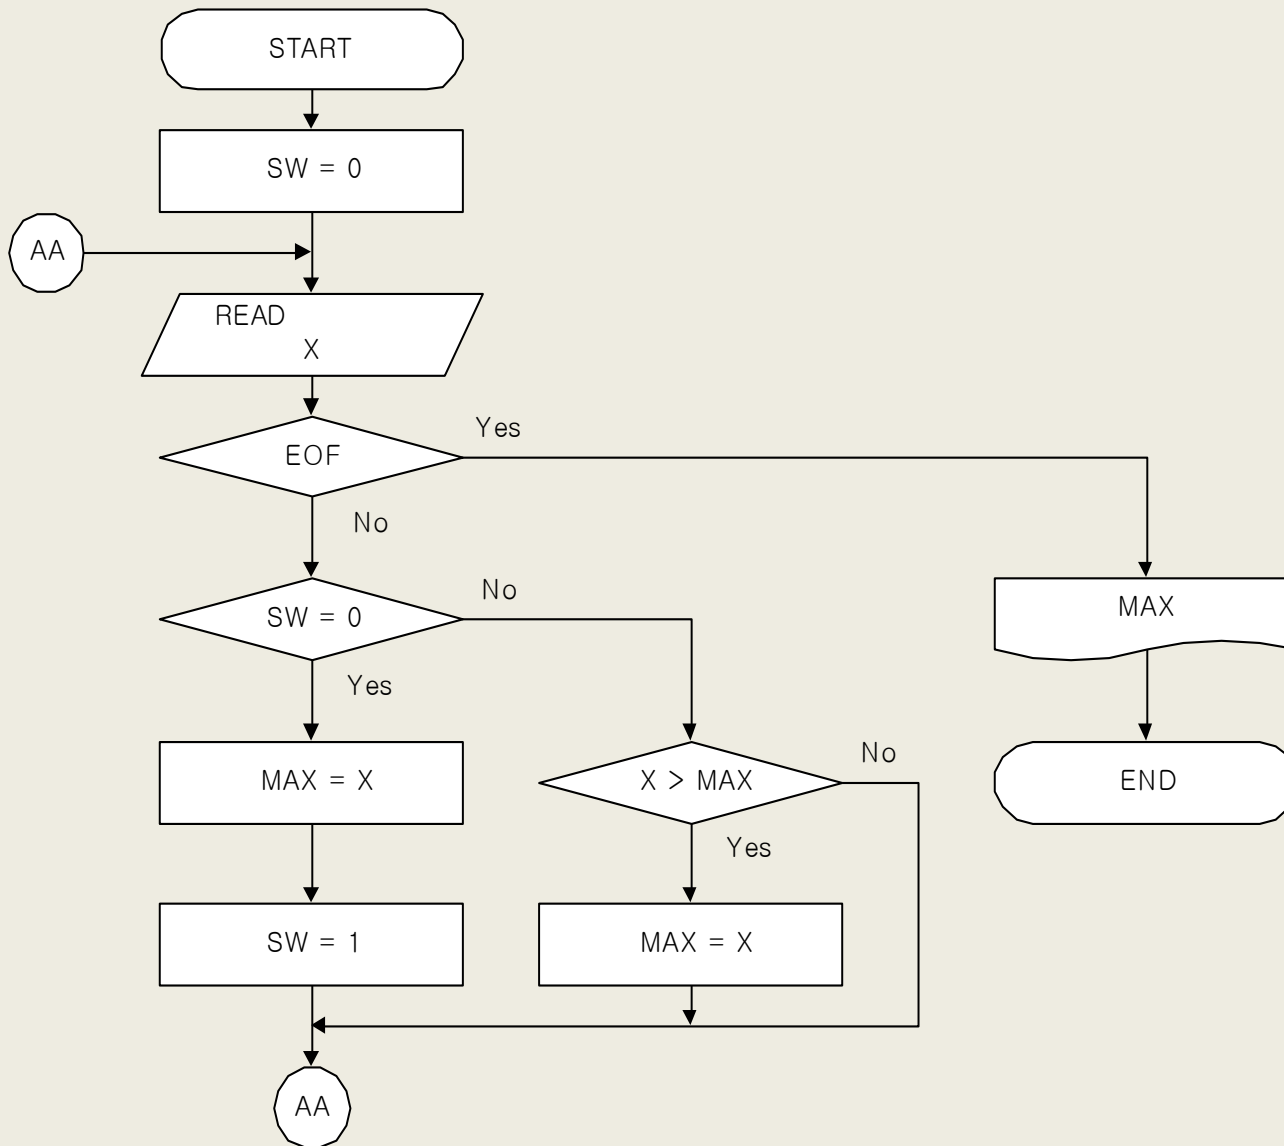 START
SW = 0
AA
READ
X
EOF
Yes
No
SW = 0
No
MAX
Yes
MAX = X
X > MAX
No
END
Yes
SW = 1
MAX = X
AA